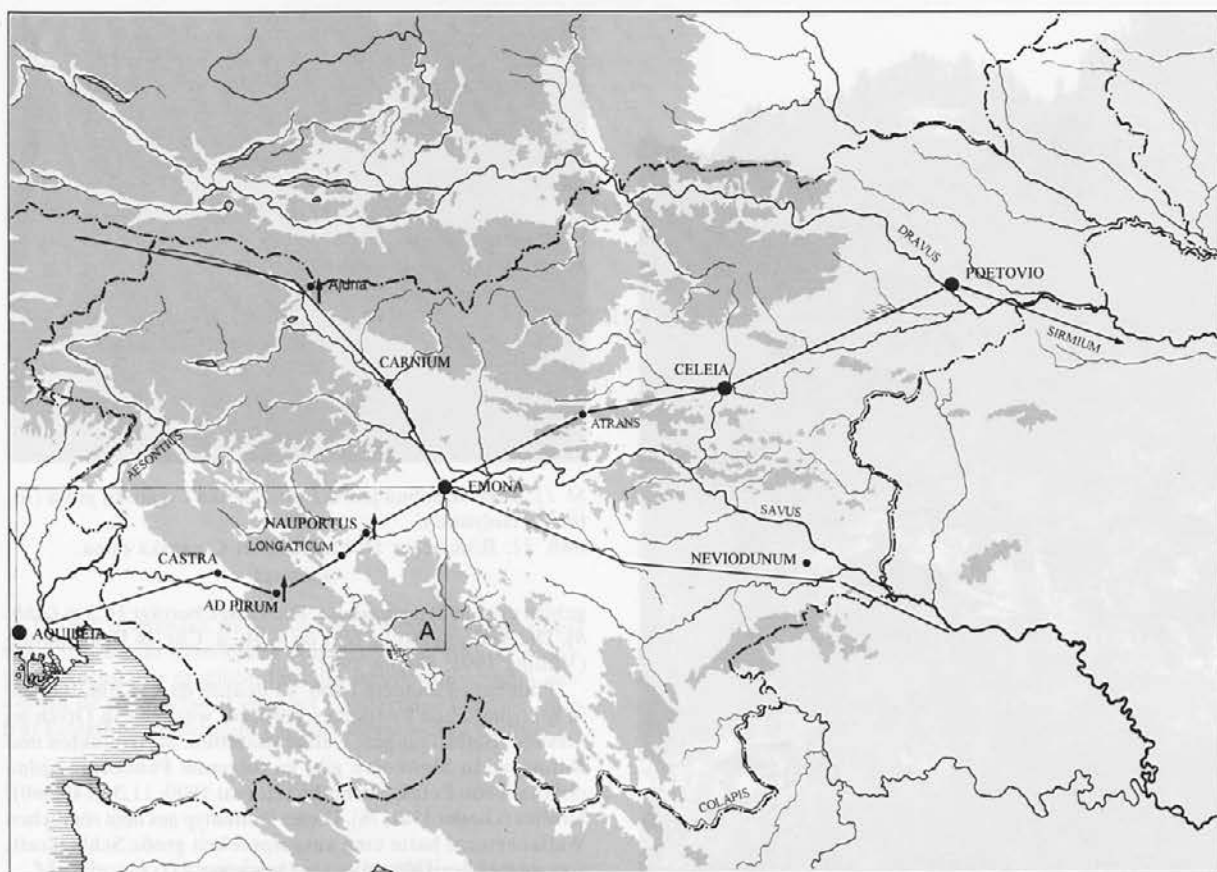 DRAVUS
POETOVIO
Ajdna
SIRMIUM
CARNIUM
CELEIA
ATRANS
AESONTIUS
EMONA
SAVUS
NAUPORTUS
LONGATICUM
CASTRA
NEVIODUNUM
AD PIRUM
AQUILEIA
A
COLAPIS